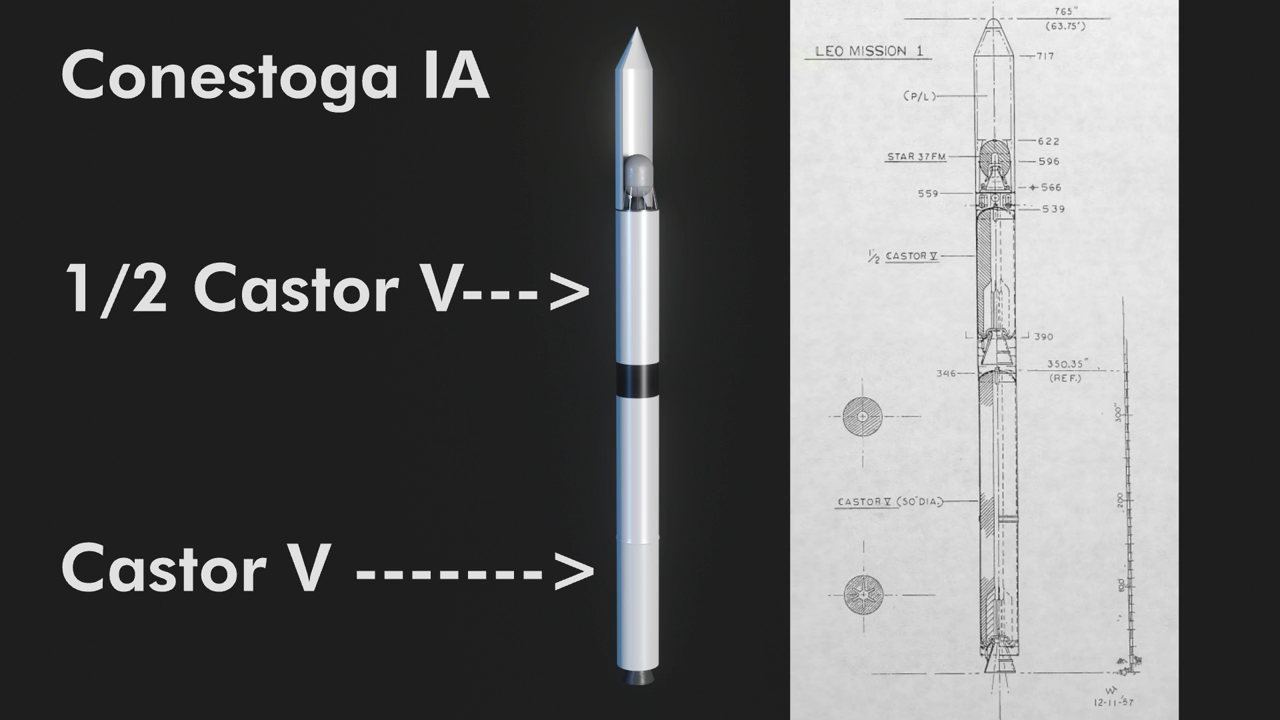 Conestoga IA
1/2 Castor V--->
Castor V ------->
765"
(63.75')
LEO MISSION 1
717
(P/L)
622
STAR 37FM
596
566
559
539
1/2 CASTOR V
390
350.35"
(REF.)
346
300"
CASTOR V (50"DIA.)
200
100
12-11-57